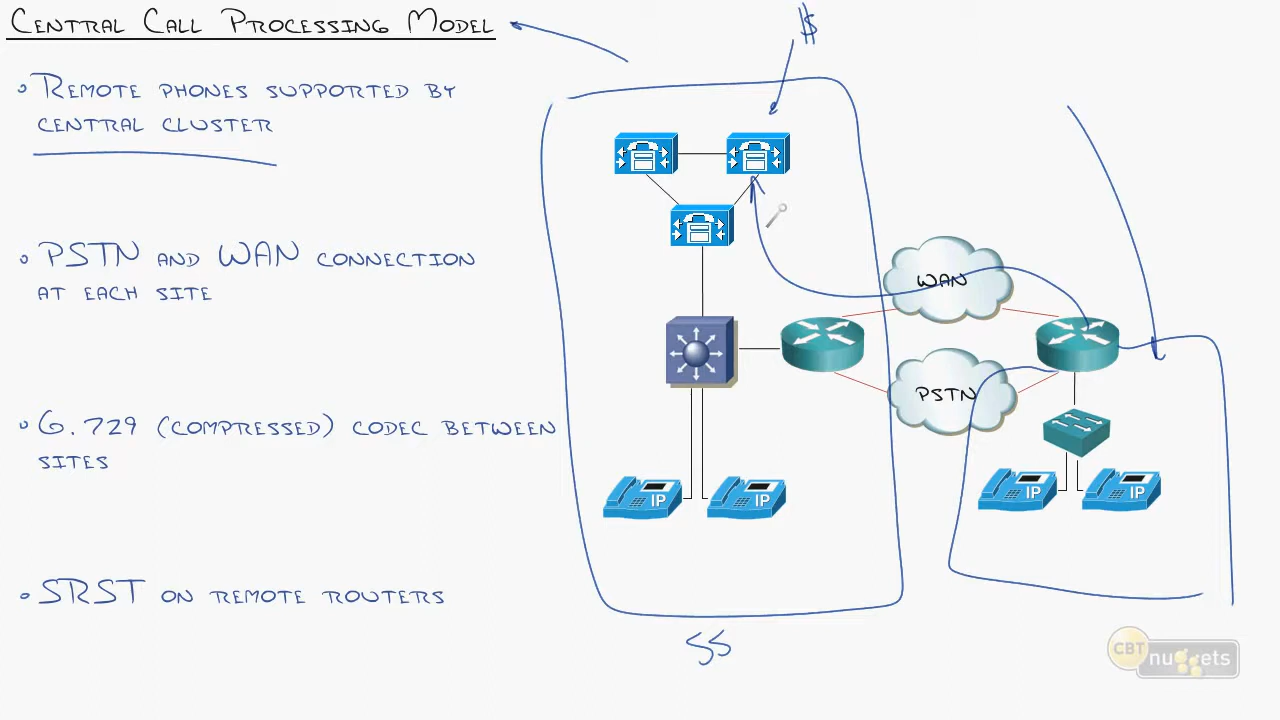 CENTRAL CALL PROCESSING MODEL
$
REMOTE PHONES SUPPORTED BY
CENTRAL CLUSTER
PSTN AND WAN CONNECTION
AT EACH SITE
G.729 (COMPRESSED) CODEC BETWEEN
SITES
SRST ON REMOTE ROUTERS
WAN
PSTN
IP
IP
IP
IP
SS
CBT nuggets